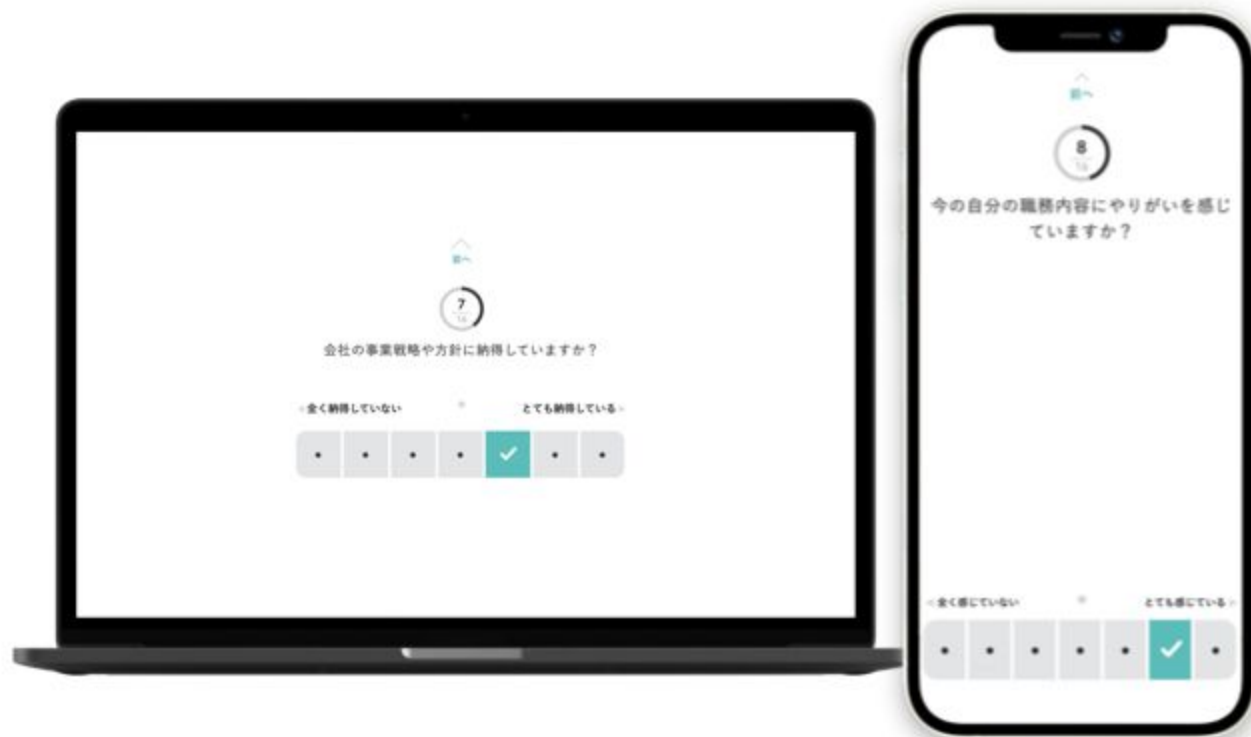 前へ
7
16
会社の事業戦略や方針に納得していますか？
全く納得していない
とても納得している
前へ
8
16
今の自分の職務内容にやりがいを感じ
ていますか？
全く感じていない
とても感じている